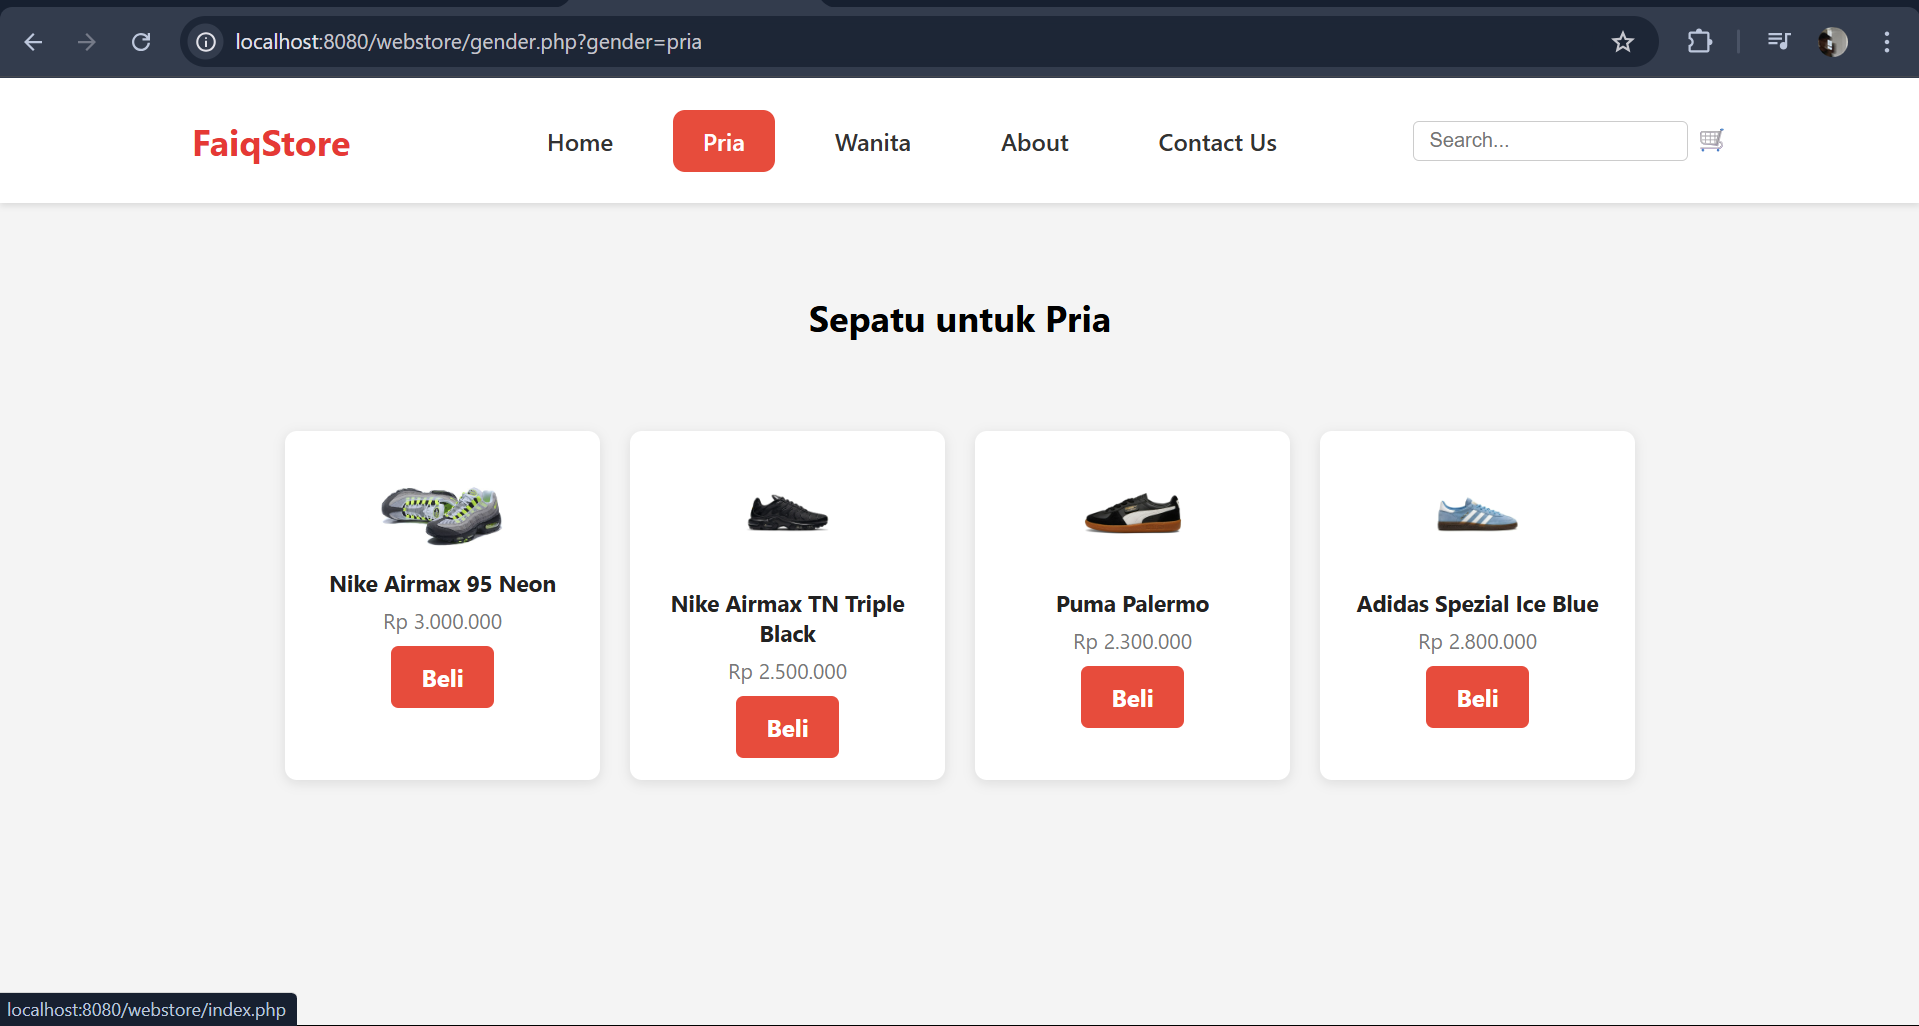 localhost:8080/webstore/gender.php?gender=pria
FaiqStore
Home
Pria
Wanita
About
Contact Us
Search...
Sepatu untuk Pria
Nike Airmax 95 Neon
Rp 3.000.000
Beli
Nike Airmax TN Triple
Black
Rp 2.500.000
Beli
Puma Palermo
Rp 2.300.000
Beli
Adidas Spezial Ice Blue
Rp 2.800.000
Beli
localhost:8080/webstore/index.php